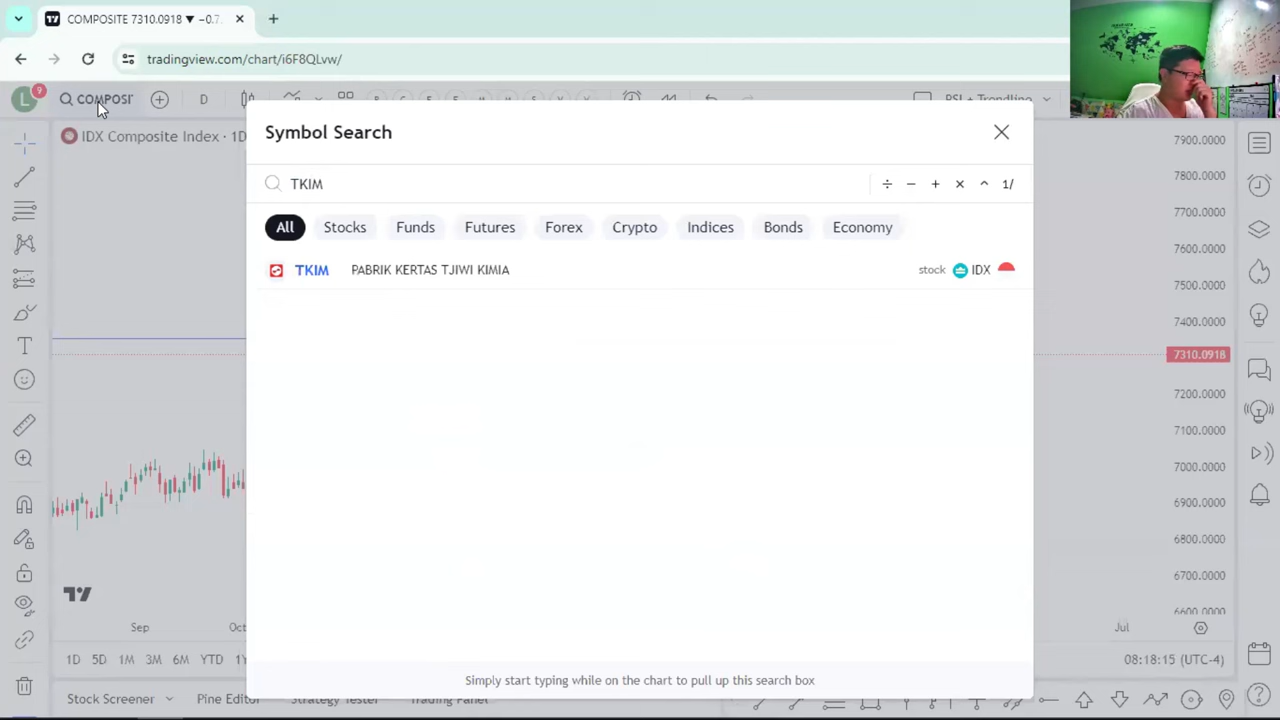 COMPOSITE 7310.0918 ▼ −0.7
tradingview.com/chart/i6F8QLvw/
L
9
COMPOSI
D
RSI + Trendline
IDX Composite Index · 1D
Symbol Search
TKIM
÷ − + × ^ 1/
All Stocks Funds Futures Forex Crypto Indices Bonds Economy
TKIM PABRIK KERTAS TJIWI KIMIA stock IDX
7900.0000
7800.0000
7700.0000
7600.0000
7500.0000
7400.0000
7310.0918
7200.0000
7100.0000
7000.0000
6900.0000
6800.0000
6700.0000
6600.0000
Sep Oct Jul
1D 5D 1M 3M 6M YTD 1Y
08:18:15 (UTC-4)
Simply start typing while on the chart to pull up this search box
Stock Screener Pine Editor Strategy Tester Trading Panel